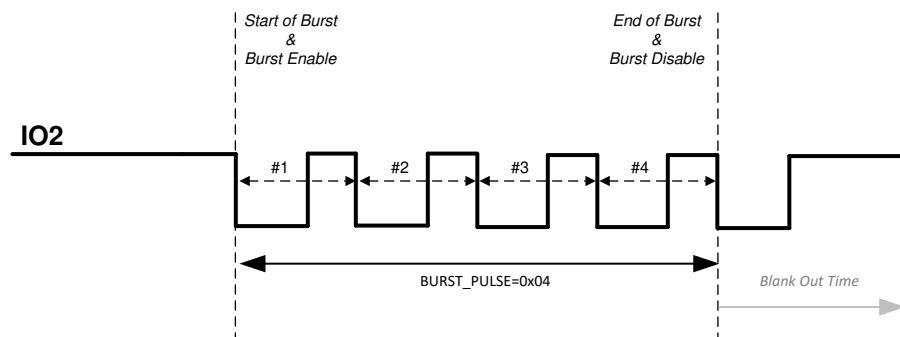 Start of Burst
&
Burst Enable
End of Burst
&
Burst Disable
IO2
#1
#2
#3
#4
BURST_PULSE=0x04
Blank Out Time